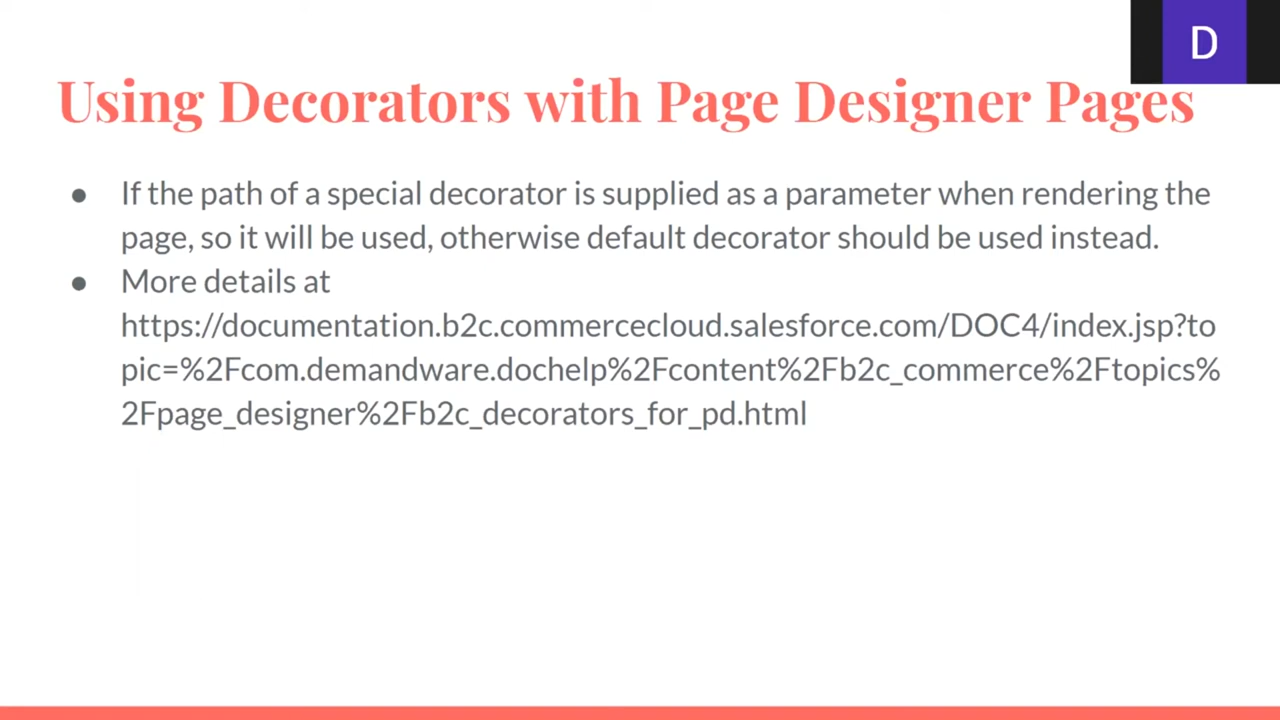 D
Using Decorators with Page Designer Pages
● If the path of a special decorator is supplied as a parameter when rendering the
page, so it will be used, otherwise default decorator should be used instead.
● More details at
https://documentation.b2c.commercecloud.salesforce.com/DOC4/index.jsp?to
pic=%2Fcom.demandware.dochelp%2Fcontent%2Fb2c_commerce%2Ftopics%
2Fpage_designer%2Fb2c_decorators_for_pd.html